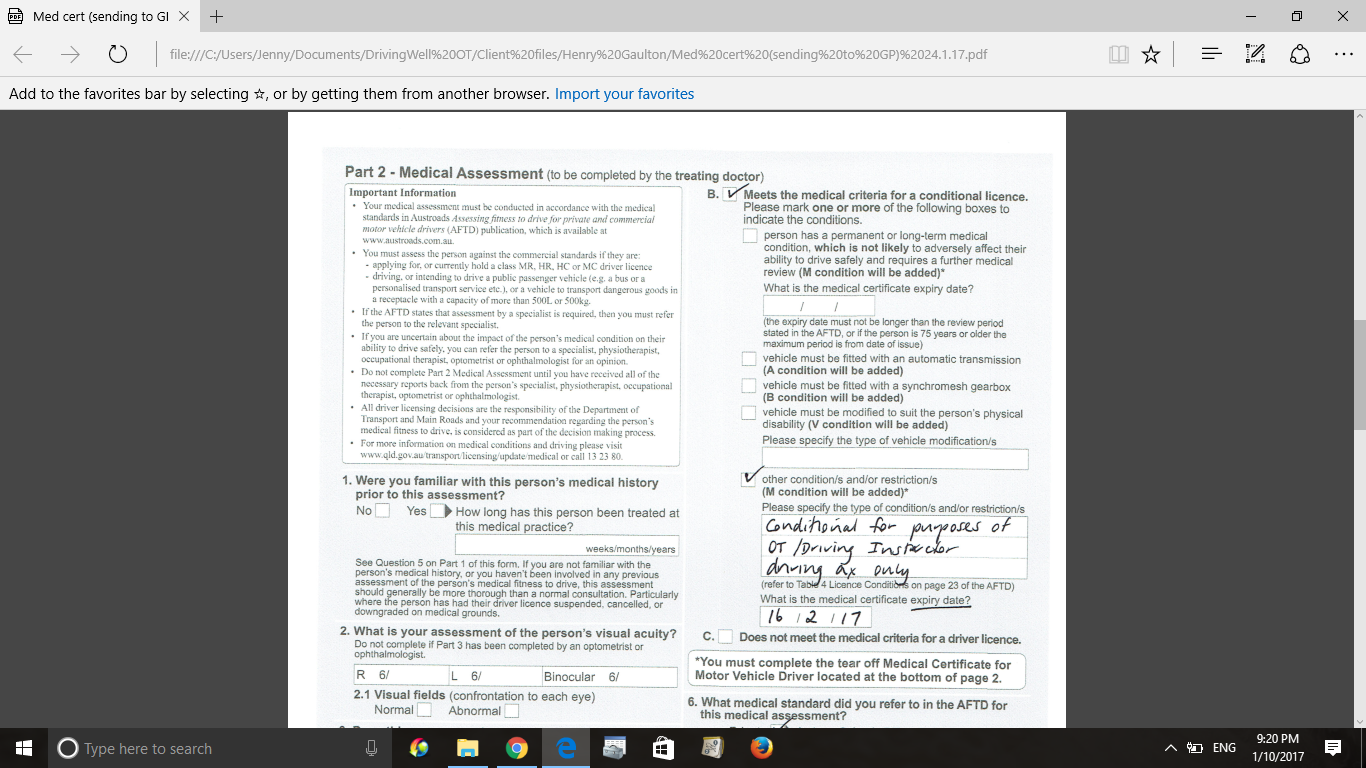 Med cert (sending to GI
file:///C:/Users/Jenny/Documents/DrivingWell%20OT/Client%20files/Henry%20Gaulton/Med%20cert%20(sending%20to%20GP)%2024.1.17.pdf
Add to the favorites bar by selecting ☆, or by getting them from another browser. Import your favorites
Part 2 - Medical Assessment (to be completed by the treating doctor)
Important Information
• Your medical assessment must be conducted in accordance with the medical
standards in Austroads Assessing fitness to drive for private and commercial
motor vehicle drivers (AFTD) publication, which is available at
www.austroads.com.au.
• You must assess the person against the commercial standards if they are:
- applying for, or currently hold a class MR, HR, HC or MC driver licence
- driving, or intending to drive a public passenger vehicle (e.g. a bus or a
personalised transport service etc.), or a vehicle to transport dangerous goods in
a receptacle with a capacity of more than 500L or 500kg.
• If the AFTD states that assessment by a specialist is required, then you must refer
the person to the relevant specialist.
• If you are uncertain about the impact of the person's medical condition on their
ability to drive safely, you can refer the person to a specialist, physiotherapist,
occupational therapist, optometrist or ophthalmologist for an opinion.
• Do not complete Part 2 Medical Assessment until you have received all of the
necessary reports back from the person's specialist, physiotherapist, occupational
therapist, optometrist or ophthalmologist.
• All driver licensing decisions are the responsibility of the Department of
Transport and Main Roads and your recommendation regarding the person's
medical fitness to drive, is considered as part of the decision making process.
• For more information on medical conditions and driving please visit
www.qld.gov.au/transport/licensing/update/medical or call 13 23 80.
1. Were you familiar with this person's medical history
prior to this assessment?
No Yes How long has this person been treated at
this medical practice?
weeks/months/years
See Question 5 on Part 1 of this form. If you are not familiar with the
person's medical history, or you haven't been involved in any previous
assessment of the person's medical fitness to drive, this assessment
should generally be more thorough than a normal consultation. Particularly
where the person has had their driver licence suspended, cancelled, or
downgraded on medical grounds.
2. What is your assessment of the person's visual acuity?
Do not complete if Part 3 has been completed by an optometrist or
ophthalmologist.
R 6/ L 6/ Binocular 6/
2.1 Visual fields (confrontation to each eye)
Normal Abnormal
B. Meets the medical criteria for a conditional licence.
Please mark one or more of the following boxes to
indicate the conditions.
person has a permanent or long-term medical
condition, which is not likely to adversely affect their
ability to drive safely and requires a further medical
review (M condition will be added)*
What is the medical certificate expiry date?
/ /
(the expiry date must not be longer than the review period
stated in the AFTD, or if the person is 75 years or older the
maximum period is from date of issue)
vehicle must be fitted with an automatic transmission
(A condition will be added)
vehicle must be fitted with a synchromesh gearbox
(B condition will be added)
vehicle must be modified to suit the person's physical
disability (V condition will be added)
Please specify the type of vehicle modification/s
other condition/s and/or restriction/s
(M condition will be added)*
Please specify the type of condition/s and/or restriction/s
Conditional for purposes of
OT / Driving Instructor
driving ax only
(refer to Table 4 Licence Conditions on page 23 of the AFTD)
What is the medical certificate expiry date?
16 / 2 / 17
C. Does not meet the medical criteria for a driver licence.
*You must complete the tear off Medical Certificate for
Motor Vehicle Driver located at the bottom of page 2.
6. What medical standard did you refer to in the AFTD for
this medical assessment?
Type here to search
ENG
9:20 PM
1/10/2017